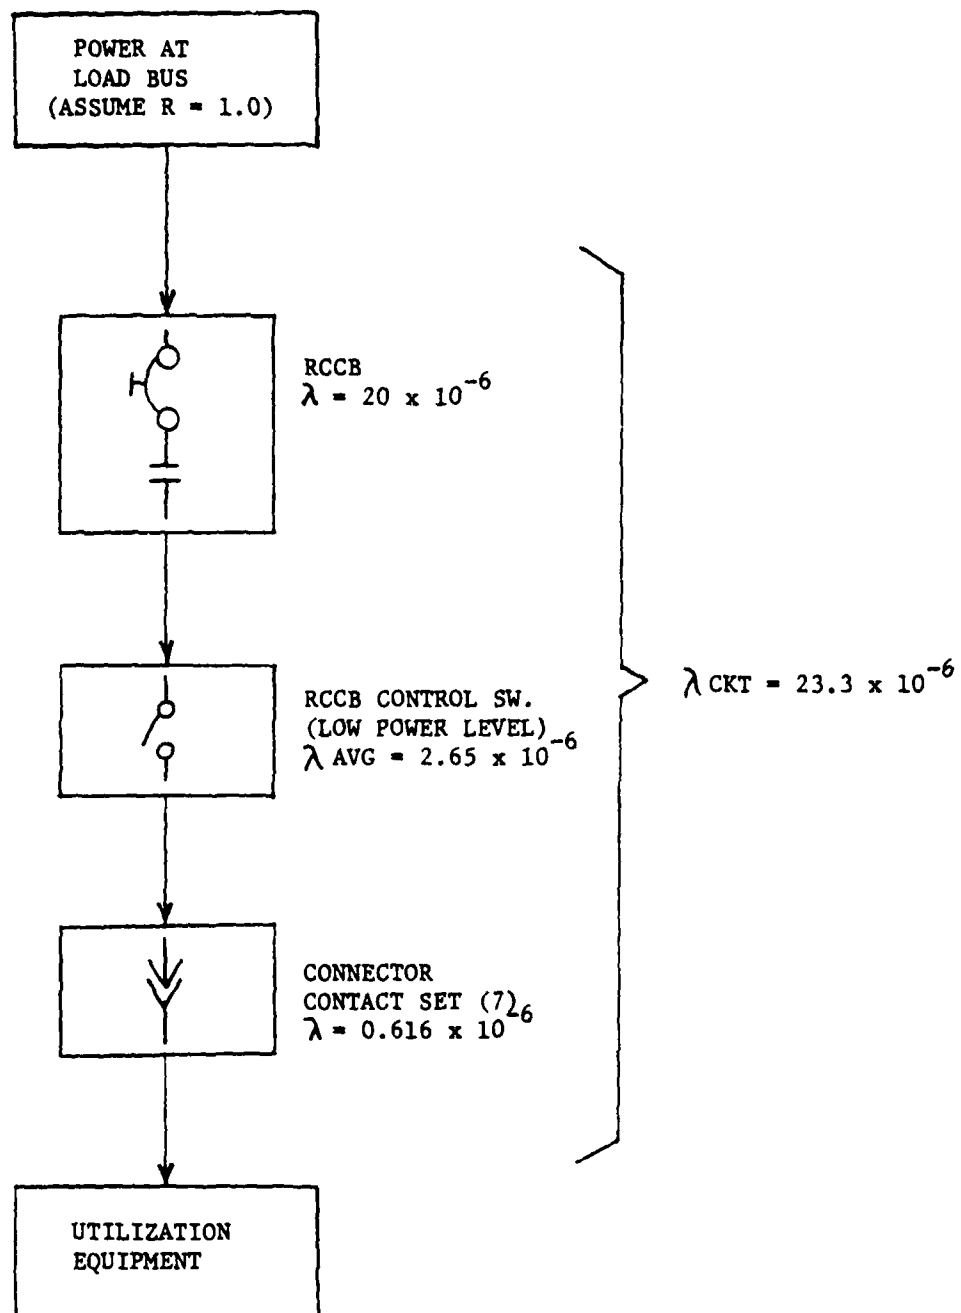 POWER AT
LOAD BUS
(ASSUME R = 1.0)
RCCB
λ = 20 x 10⁻⁶
RCCB CONTROL SW.
(LOW POWER LEVEL)
λ AVG = 2.65 x 10⁻⁶
λ CKT = 23.3 x 10⁻⁶
CONNECTOR
CONTACT SET (7)
λ = 0.616 x 10⁻⁶
UTILIZATION
EQUIPMENT